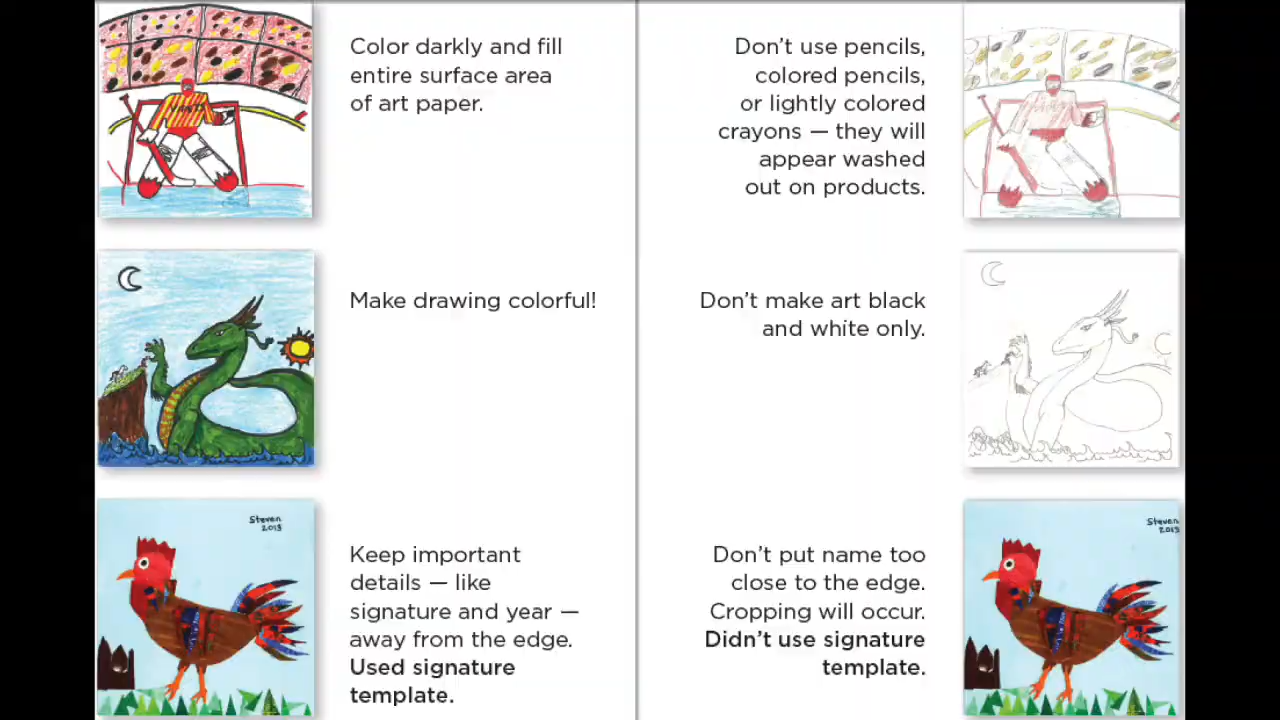 Color darkly and fill
entire surface area
of art paper.
Don't use pencils,
colored pencils,
or lightly colored
crayons — they will
appear washed
out on products.
Make drawing colorful!
Don't make art black
and white only.
Steven
2013
Keep important
details — like
signature and year —
away from the edge.
Used signature
template.
Steven
2013
Don't put name too
close to the edge.
Cropping will occur.
Didn't use signature
template.